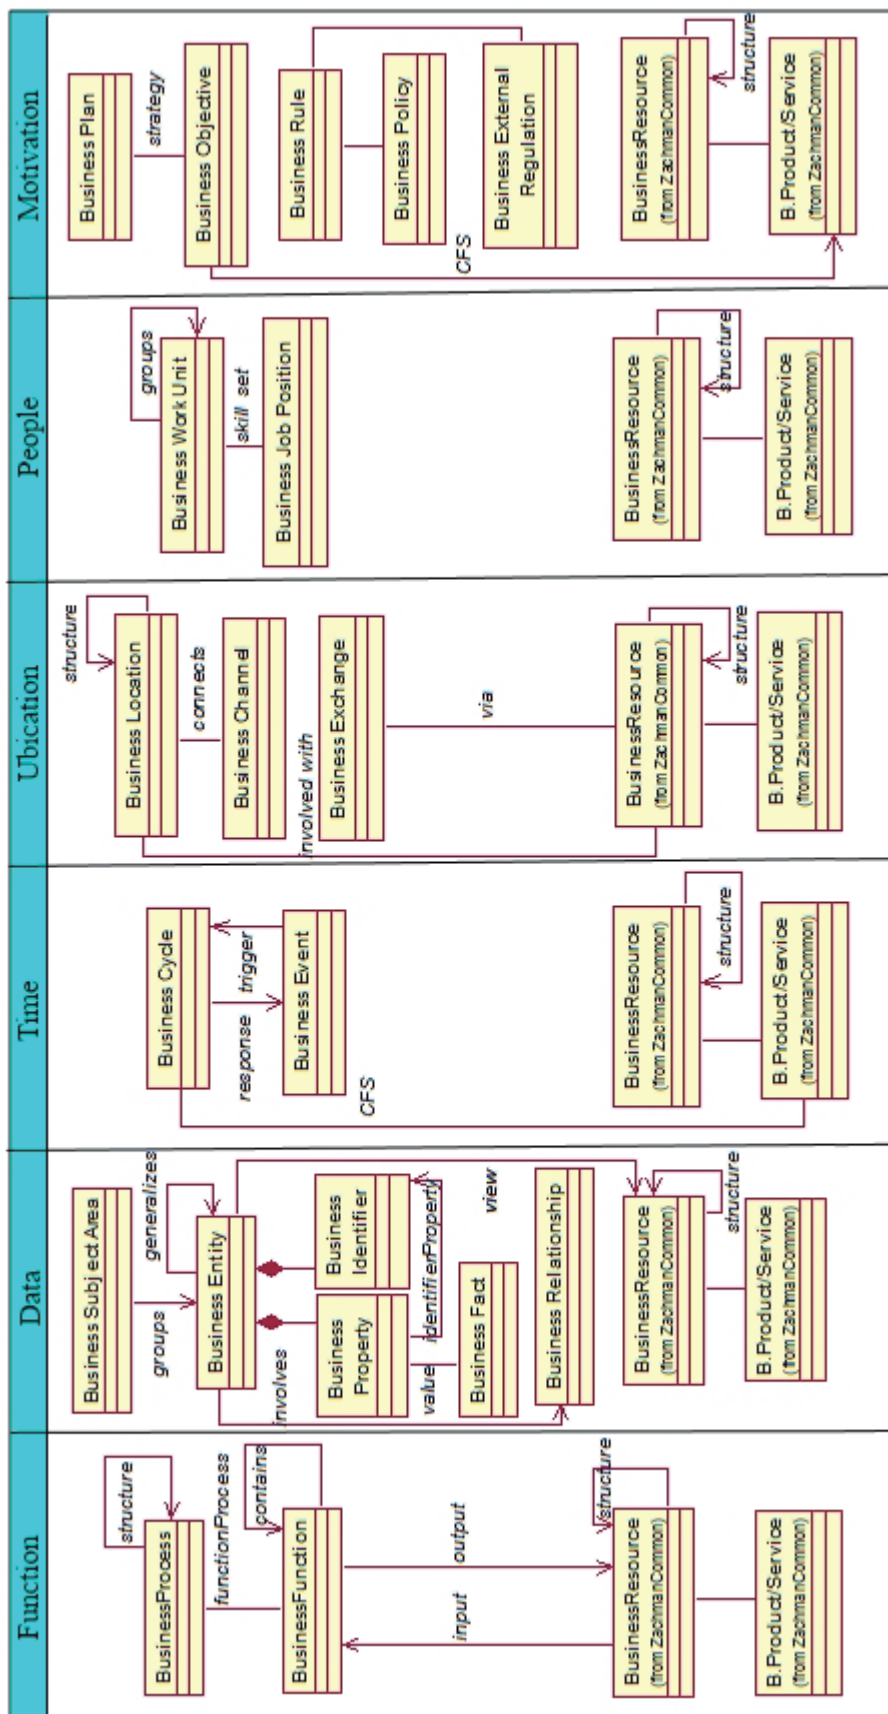 Function
structure
BusinessProcess
functionProcess
contains
BusinessFunction
input
output
structure
BusinessResource
(from ZachmanCommon)
B.Product/Service
(from ZachmanCommon)
Data
Business Subject Area
groups
generalizes
Business Entity
involves
Business
Property
Business
Identifier
value
identifierProperty
Business Fact
view
Business Relationship
BusinessResource
(from ZachmanCommon)
structure
B.Product/Service
(from ZachmanCommon)
Time
Business Cycle
response
trigger
Business Event
CFS
BusinessResource
(from ZachmanCommon)
structure
B.Product/Service
(from ZachmanCommon)
Ubication
structure
Business Location
connects
Business Channel
involved with
Business Exchange
via
BusinessResource
(from ZachmanCommon)
structure
B.Product/Service
(from ZachmanCommon)
People
groups
Business Work Unit
skill set
Business Job Position
BusinessResource
(from ZachmanCommon)
structure
B.Product/Service
(from ZachmanCommon)
Motivation
Business Plan
strategy
Business Objective
Business Rule
Business Policy
CFS
Business External
Regulation
BusinessResource
(from ZachmanCommon)
structure
B.Product/Service
(from ZachmanCommon)